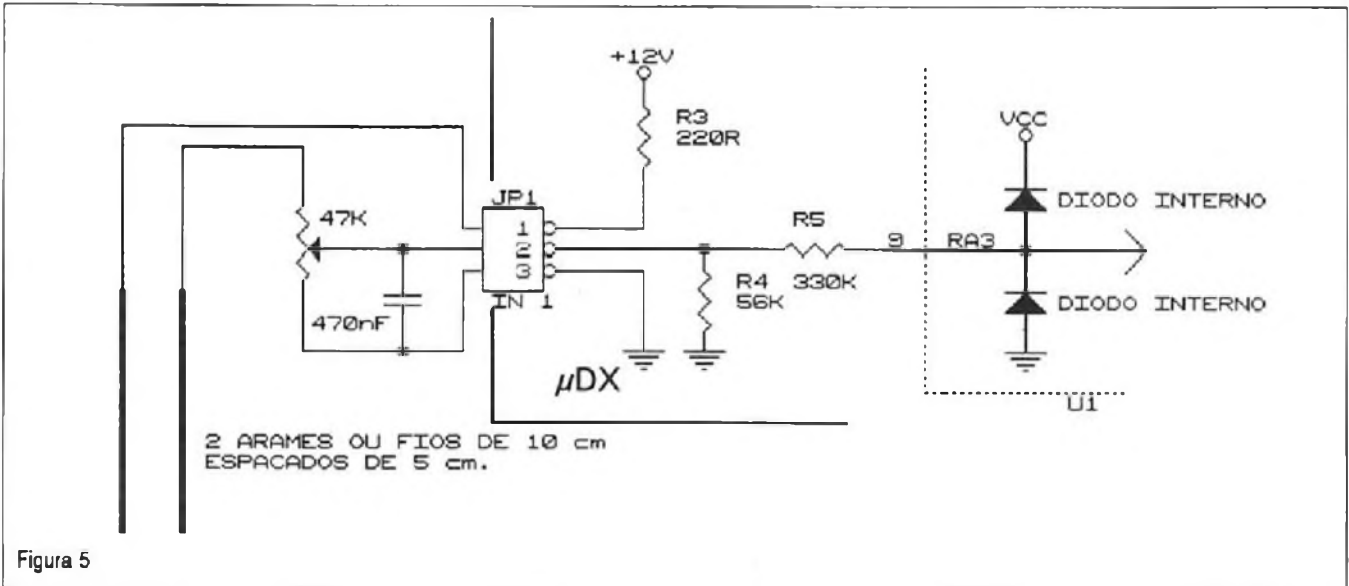 +12V
R3
220R
VCC
JP1
47K
1
2
3
IN 1
470nF
R5
330K
R4
56K
9 RA3
DIODO INTERNO
DIODO INTERNO
µDX
U1
2 ARAMES OU FIOS DE 10 cm
ESPACADOS DE 5 cm.
Figura 5